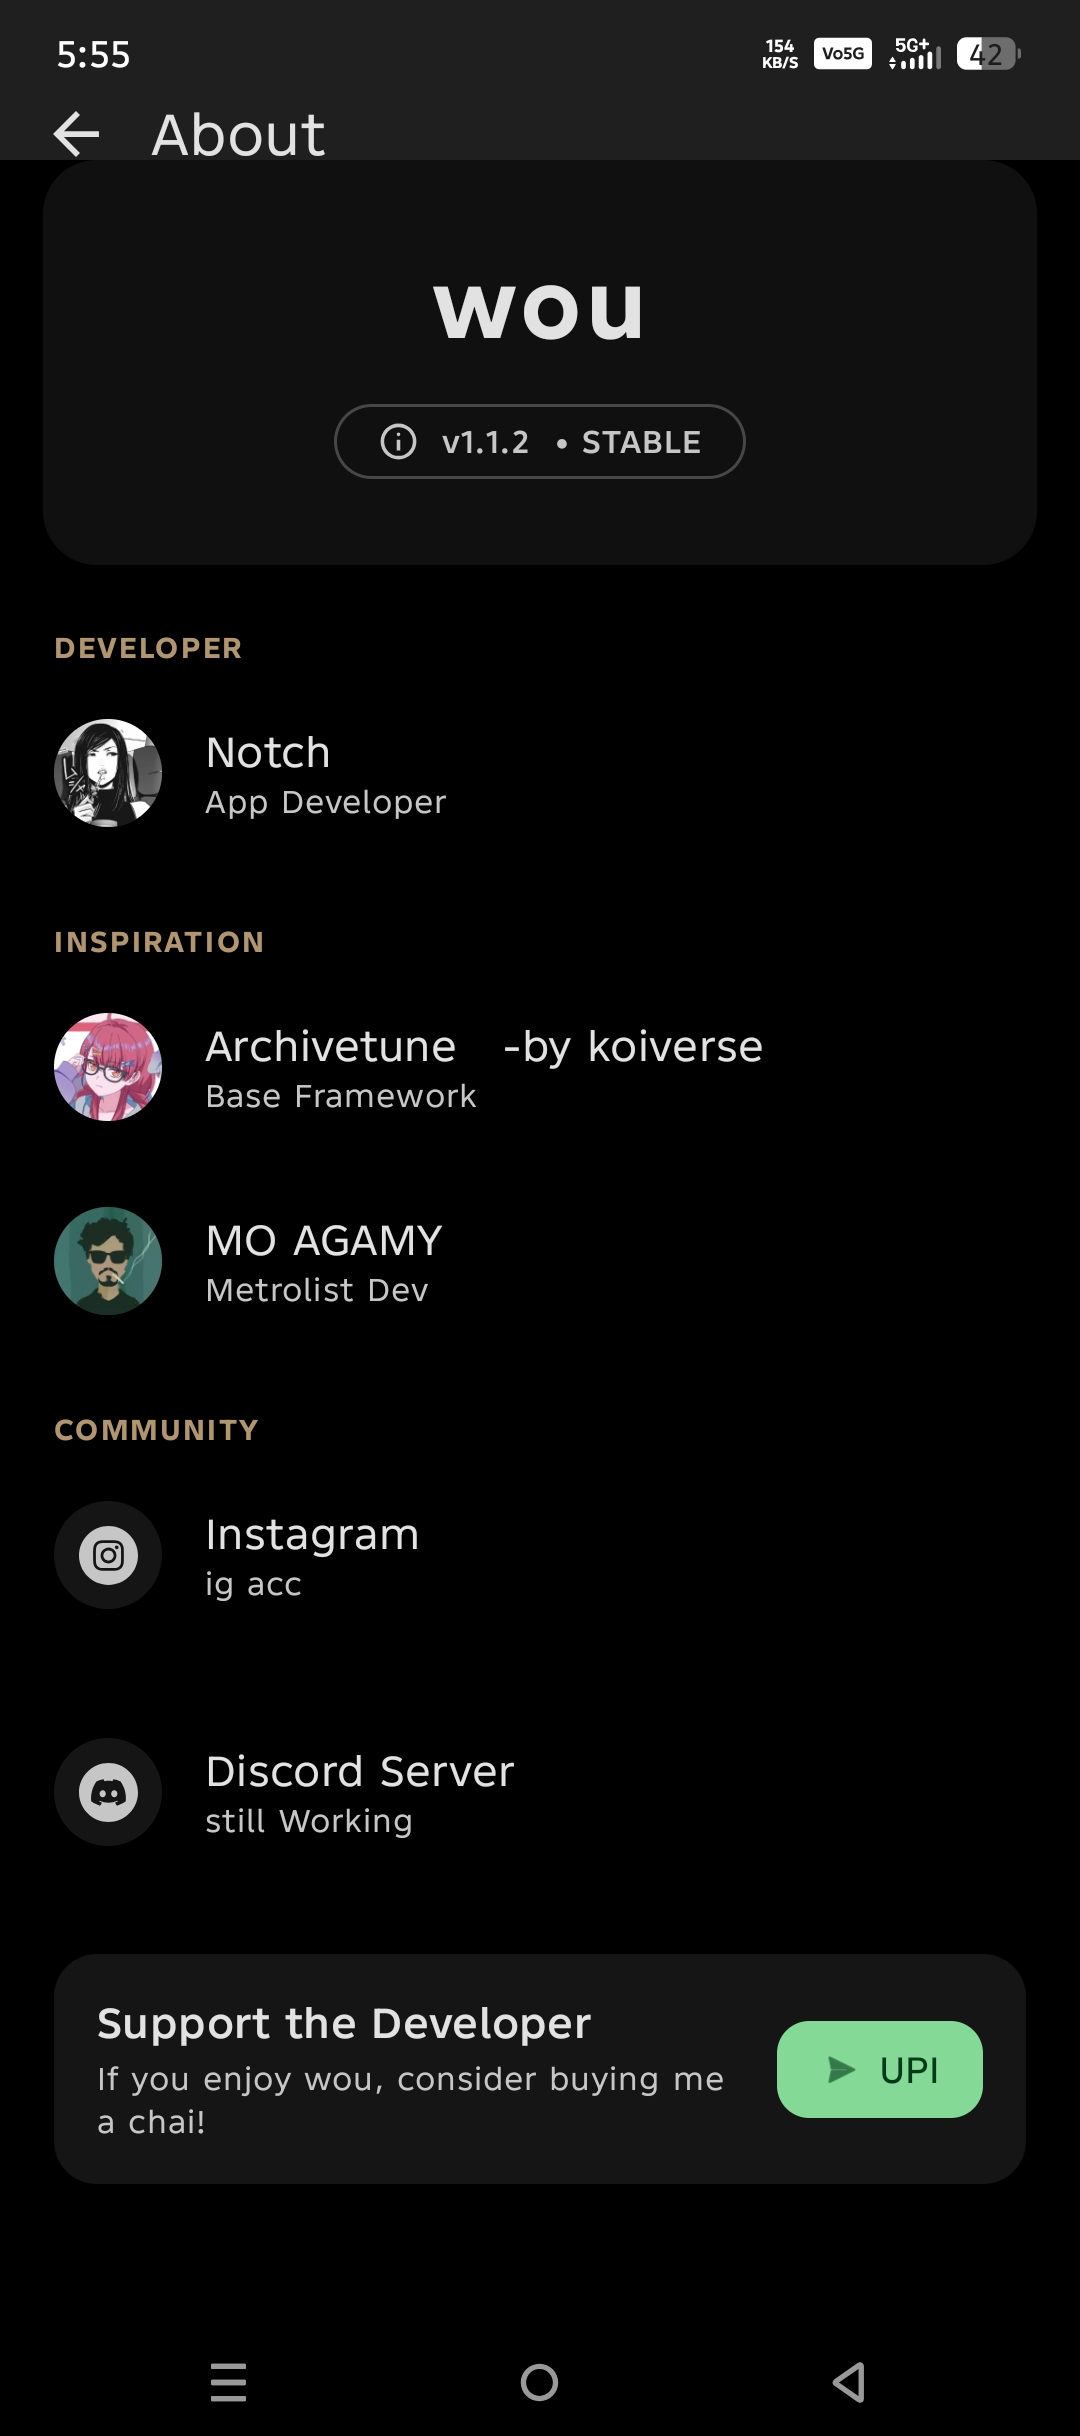 5:55
154
KB/S
Vo5G
5G+
42
About
wou
v1.1.2 • STABLE
DEVELOPER
Notch
App Developer
INSPIRATION
Archivetune -by koiverse
Base Framework
MO AGAMY
Metrolist Dev
COMMUNITY
Instagram
ig acc
Discord Server
still Working
Support the Developer
If you enjoy wou, consider buying me
a chai!
UPI